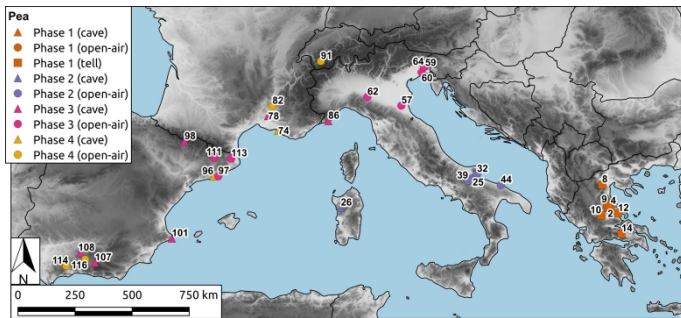 Pea
Phase 1 (cave)
Phase 1 (open-air)
Phase 1 (tell)
Phase 2 (cave)
Phase 2 (open-air)
Phase 3 (cave)
Phase 3 (open-air)
Phase 4 (cave)
Phase 4 (open-air)
91
64 59
60
82
78
62
57
86
74
98
111 113
96 97
32
39 25 44
26
8
9 4
10 2 12
14
101
108
114 116 107
N
0 250 500 750 km